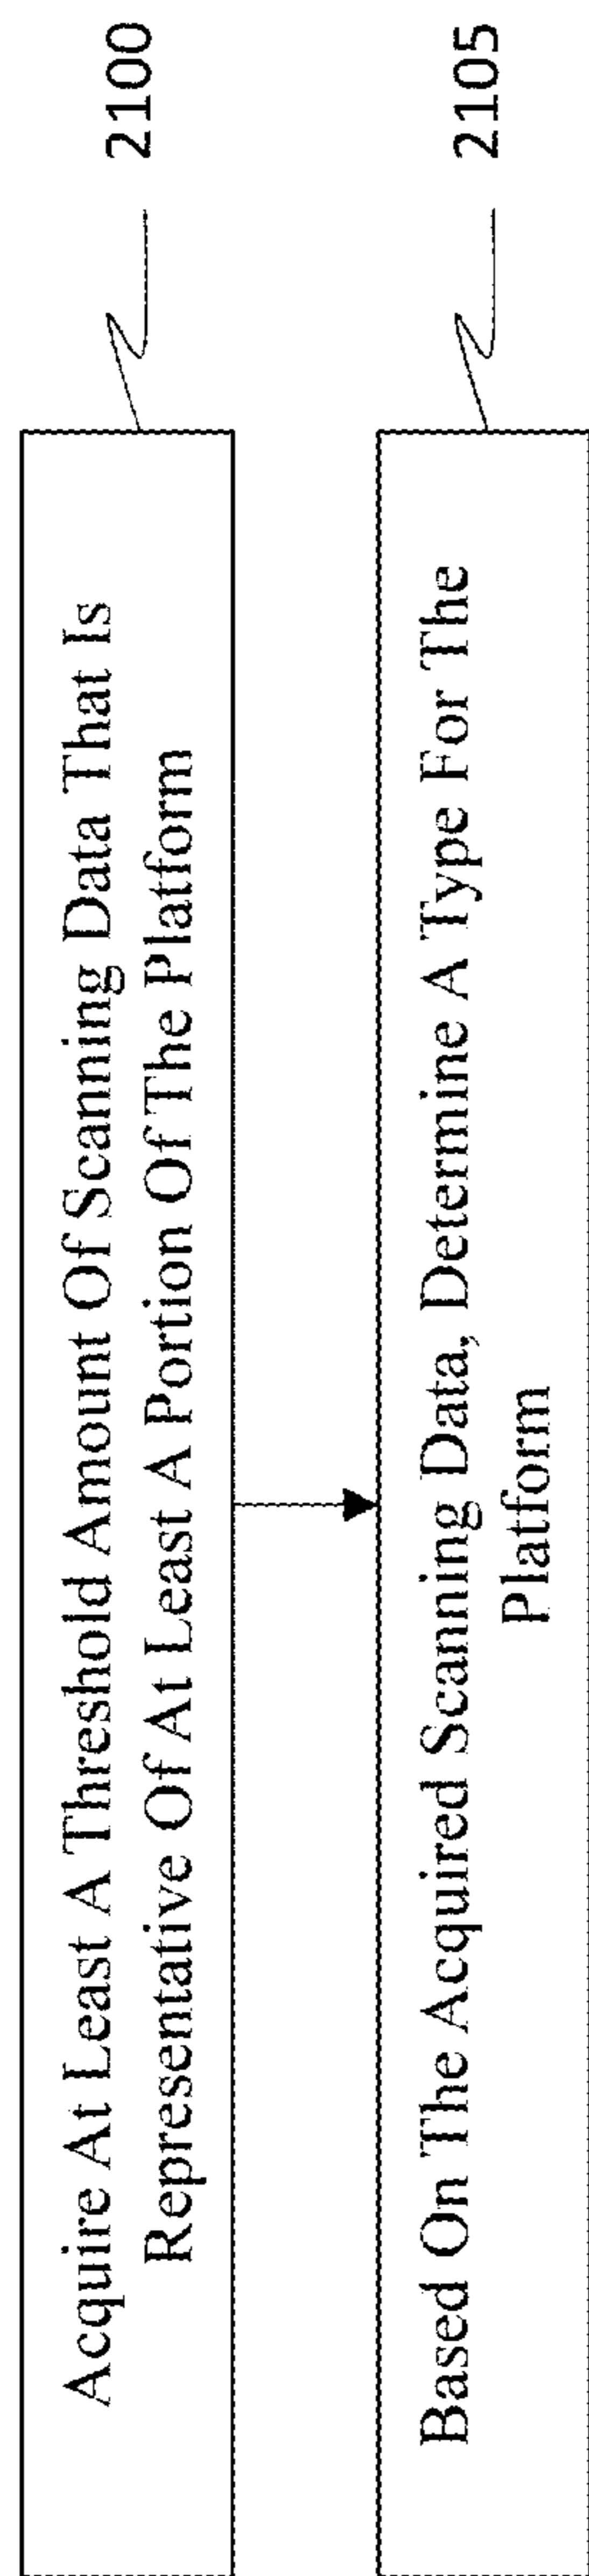 Acquire At Least A Threshold Amount Of Scanning Data That Is
Representative Of At Least A Portion Of The Platform
2100
Based On The Acquired Scanning Data, Determine A Type For The
Platform
2105